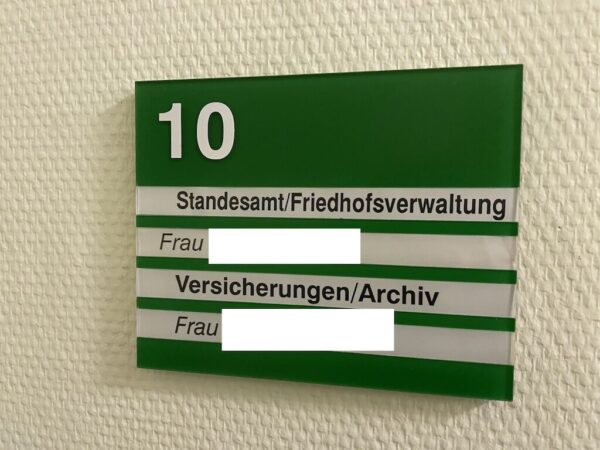 10
Standesamt/Friedhofsverwaltung
Frau
Versicherungen/Archiv
Frau